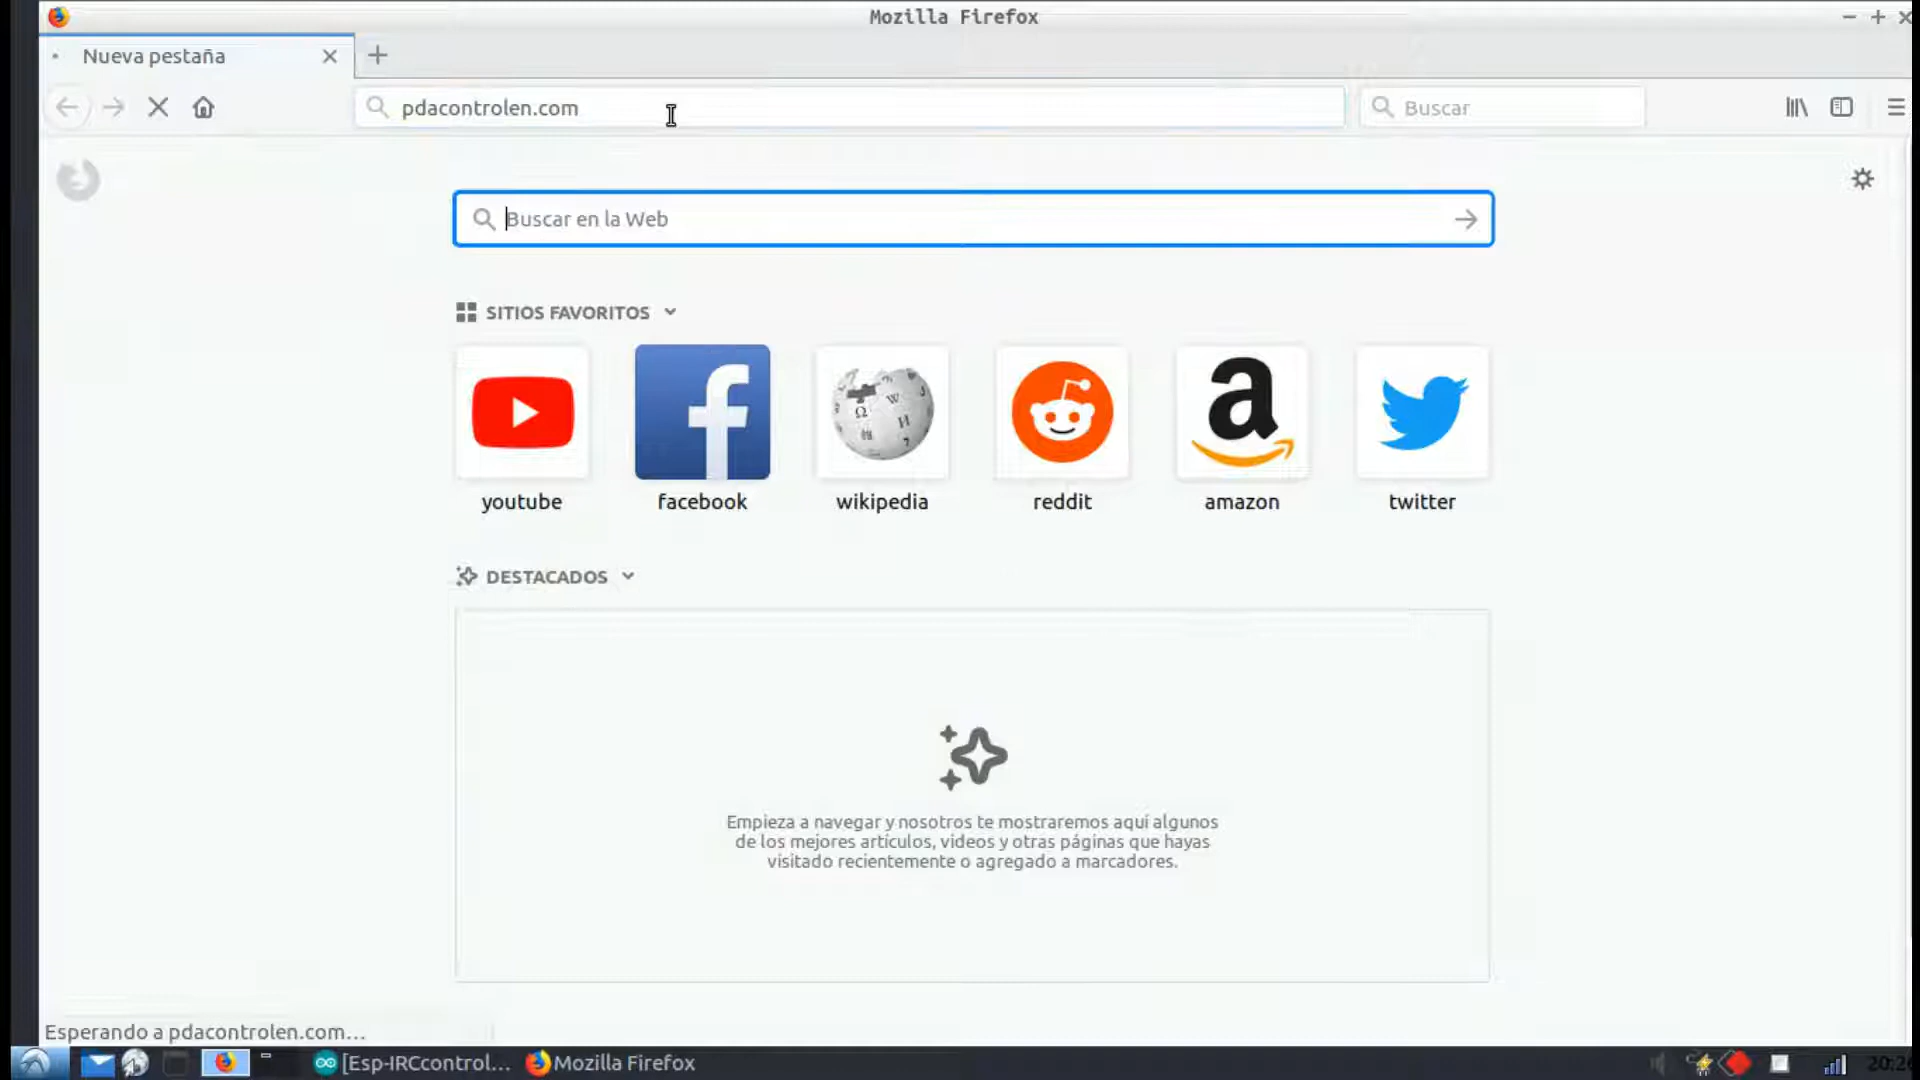 Mozilla Firefox
Nueva pestaña
pdacontrolen.com
Buscar
Buscar en la Web
SITIOS FAVORITOS
youtube
facebook
wikipedia
reddit
amazon
twitter
DESTACADOS
Empieza a navegar y nosotros te mostraremos aquí algunos
de los mejores artículos, videos y otras páginas que hayas
visitado recientemente o agregado a marcadores.
Esperando a pdacontrolen.com...
[Esp-IRCcontrol...
Mozilla Firefox